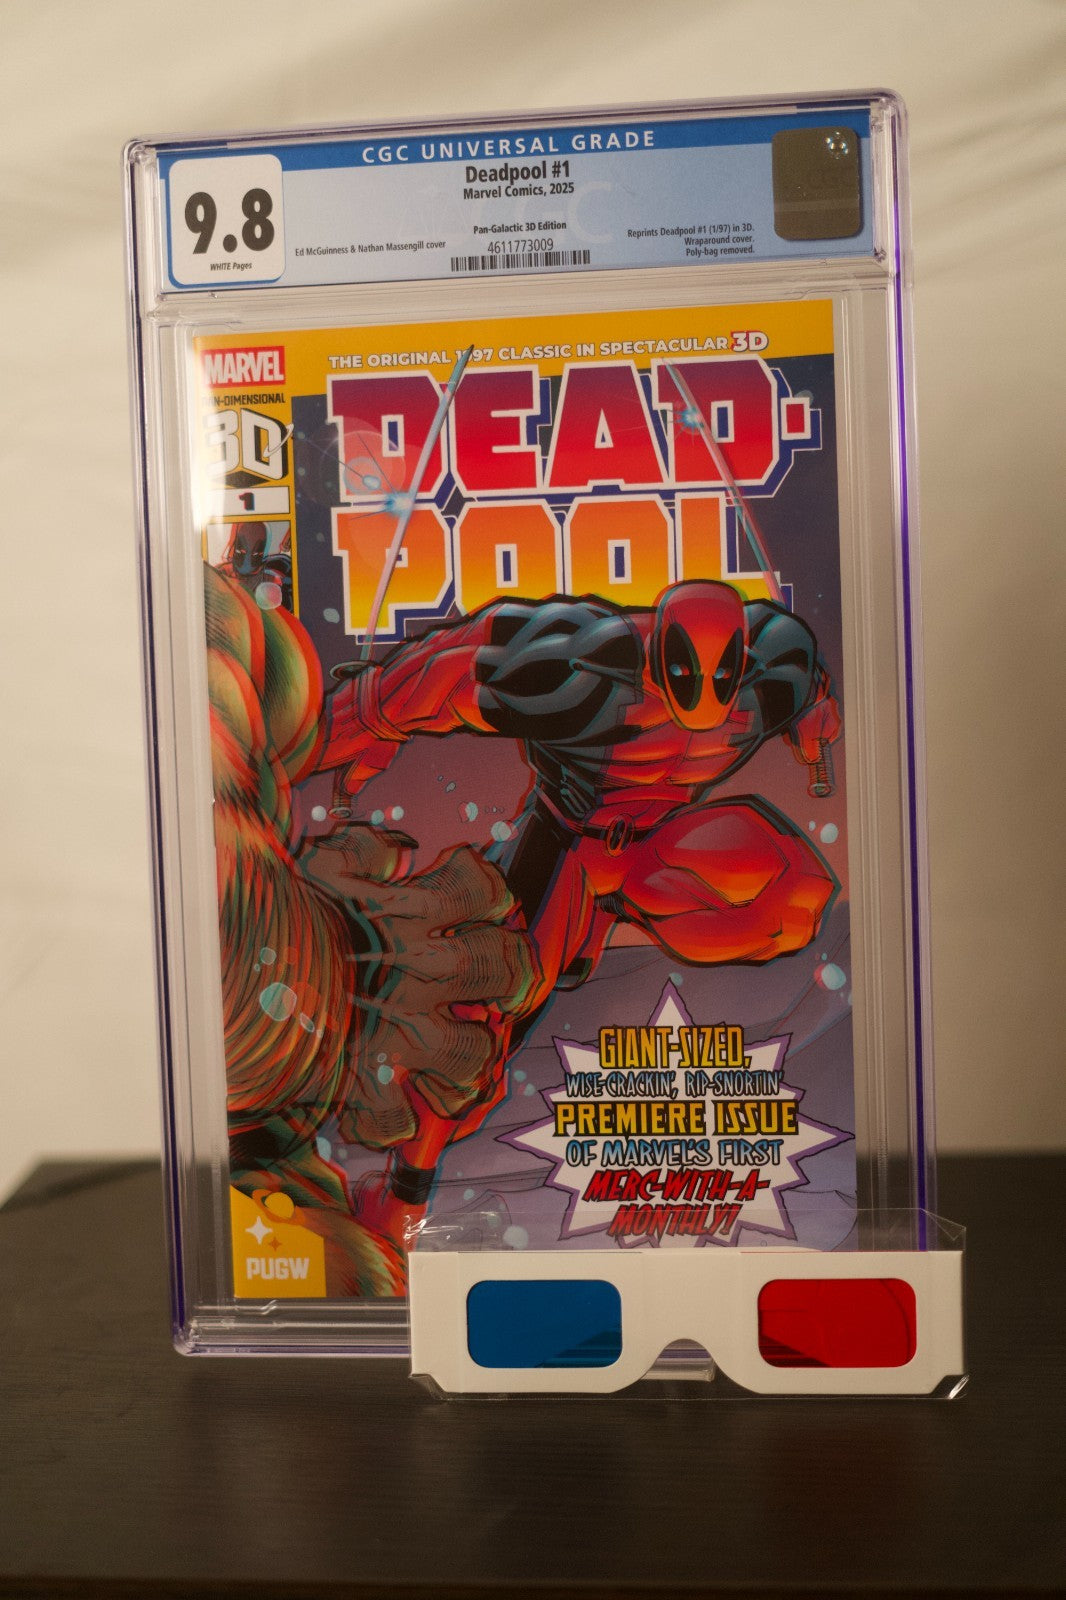 CGC UNIVERSAL GRADE
9.8
WHITE Pages
Deadpool #1
Marvel Comics, 2025
Pan-Galactic 3D Edition
Ed McGuinness & Nathan Massengill cover
4611773009
Reprints Deadpool #1 (1/97) in 3D.
Wraparound cover.
Poly-bag removed.
MARVEL
THE ORIGINAL 1997 CLASSIC IN SPECTACULAR 3D
PAN-DIMENSIONAL
3D
1
DEAD-
POOL
GIANT-SIZED,
WISE-CRACKIN', RIP-SNORTIN'
PREMIERE ISSUE
OF MARVEL'S FIRST
MERC-WITH-A-
MONTHLY!
PUGW